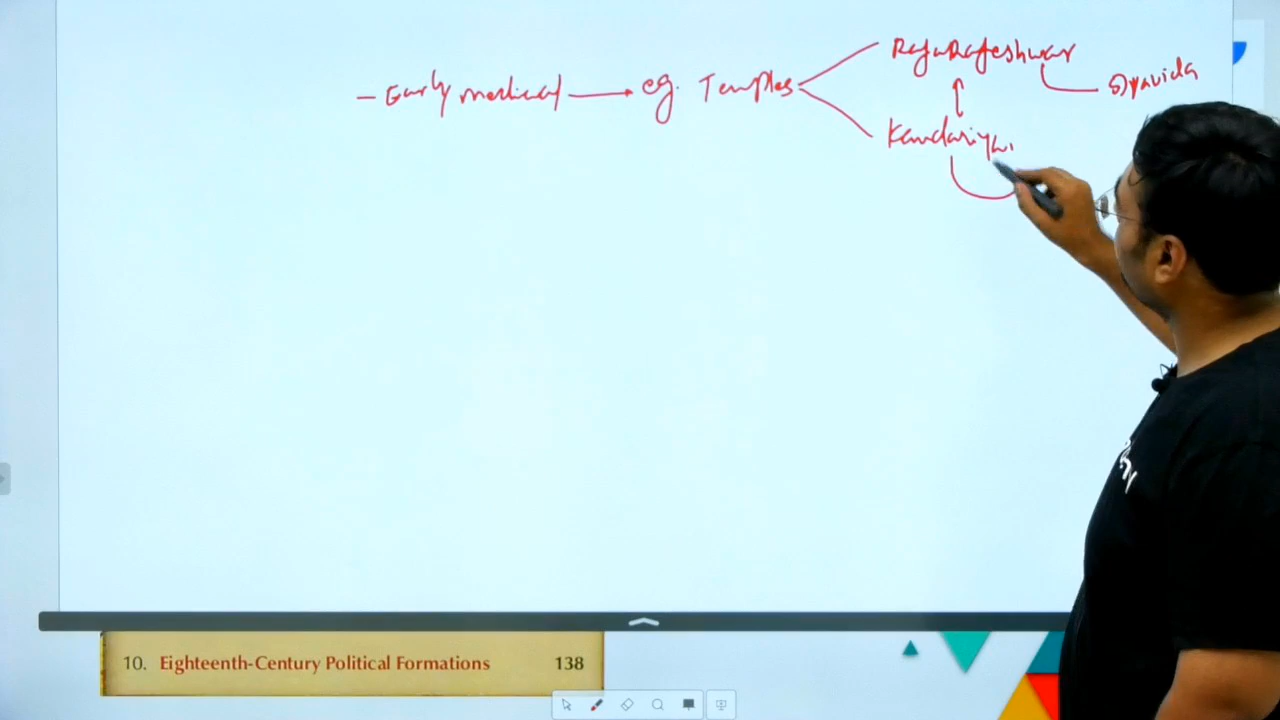 RajaRajeshwar
- Early medieval → eg. Temples
Dravida
Kandariya
10. Eighteenth-Century Political Formations 138